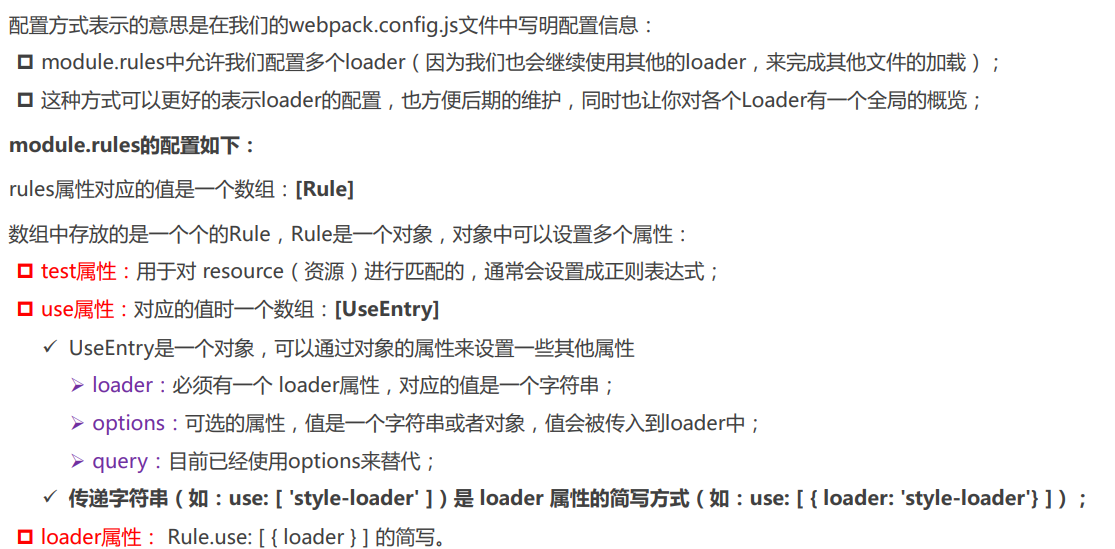 配置方式表示的意思是在我们的webpack.config.js文件中写明配置信息：
module.rules中允许我们配置多个loader（因为我们也会继续使用其他的loader，来完成其他文件的加载）；
这种方式可以更好的表示loader的配置，也方便后期的维护，同时也让你对各个Loader有一个全局的概览；
module.rules的配置如下：
rules属性对应的值是一个数组：[Rule]
数组中存放的是一个个的Rule，Rule是一个对象，对象中可以设置多个属性：
test属性：用于对 resource（资源）进行匹配的，通常会设置成正则表达式；
use属性：对应的值时一个数组：[UseEntry]
✓ UseEntry是一个对象，可以通过对象的属性来设置一些其他属性
➢ loader：必须有一个 loader属性，对应的值是一个字符串；
➢ options：可选的属性，值是一个字符串或者对象，值会被传入到loader中；
➢ query：目前已经使用options来替代；
✓ 传递字符串（如：use: [ 'style-loader' ]）是 loader 属性的简写方式（如：use: [ { loader: 'style-loader'} ]）；
loader属性： Rule.use: [ { loader } ] 的简写。